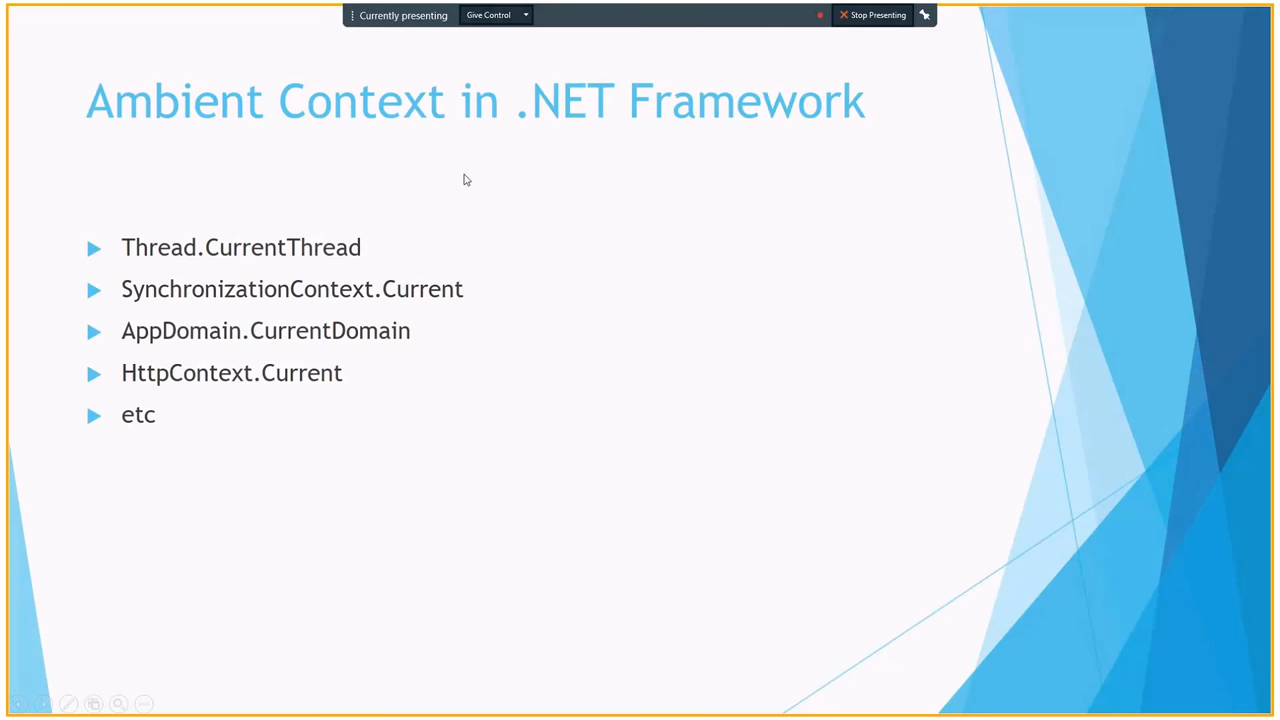 Currently presenting Give Control Stop Presenting
Ambient Context in .NET Framework
Thread.CurrentThread
SynchronizationContext.Current
AppDomain.CurrentDomain
HttpContext.Current
etc